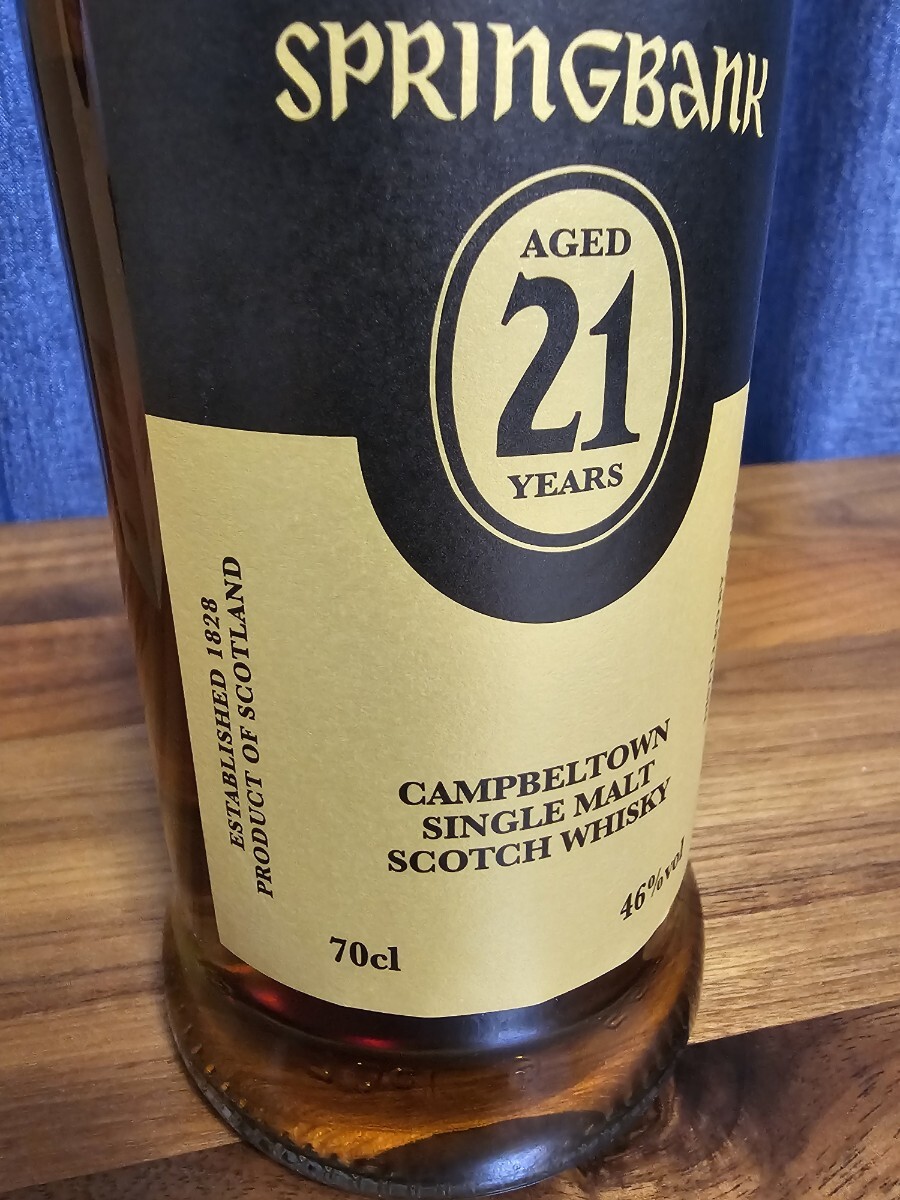 SPRINGBANK
AGED
21
YEARS
ESTABLISHED 1828
PRODUCT OF SCOTLAND
CAMPBELTOWN
SINGLE MALT
SCOTCH WHISKY
46%vol
70cl